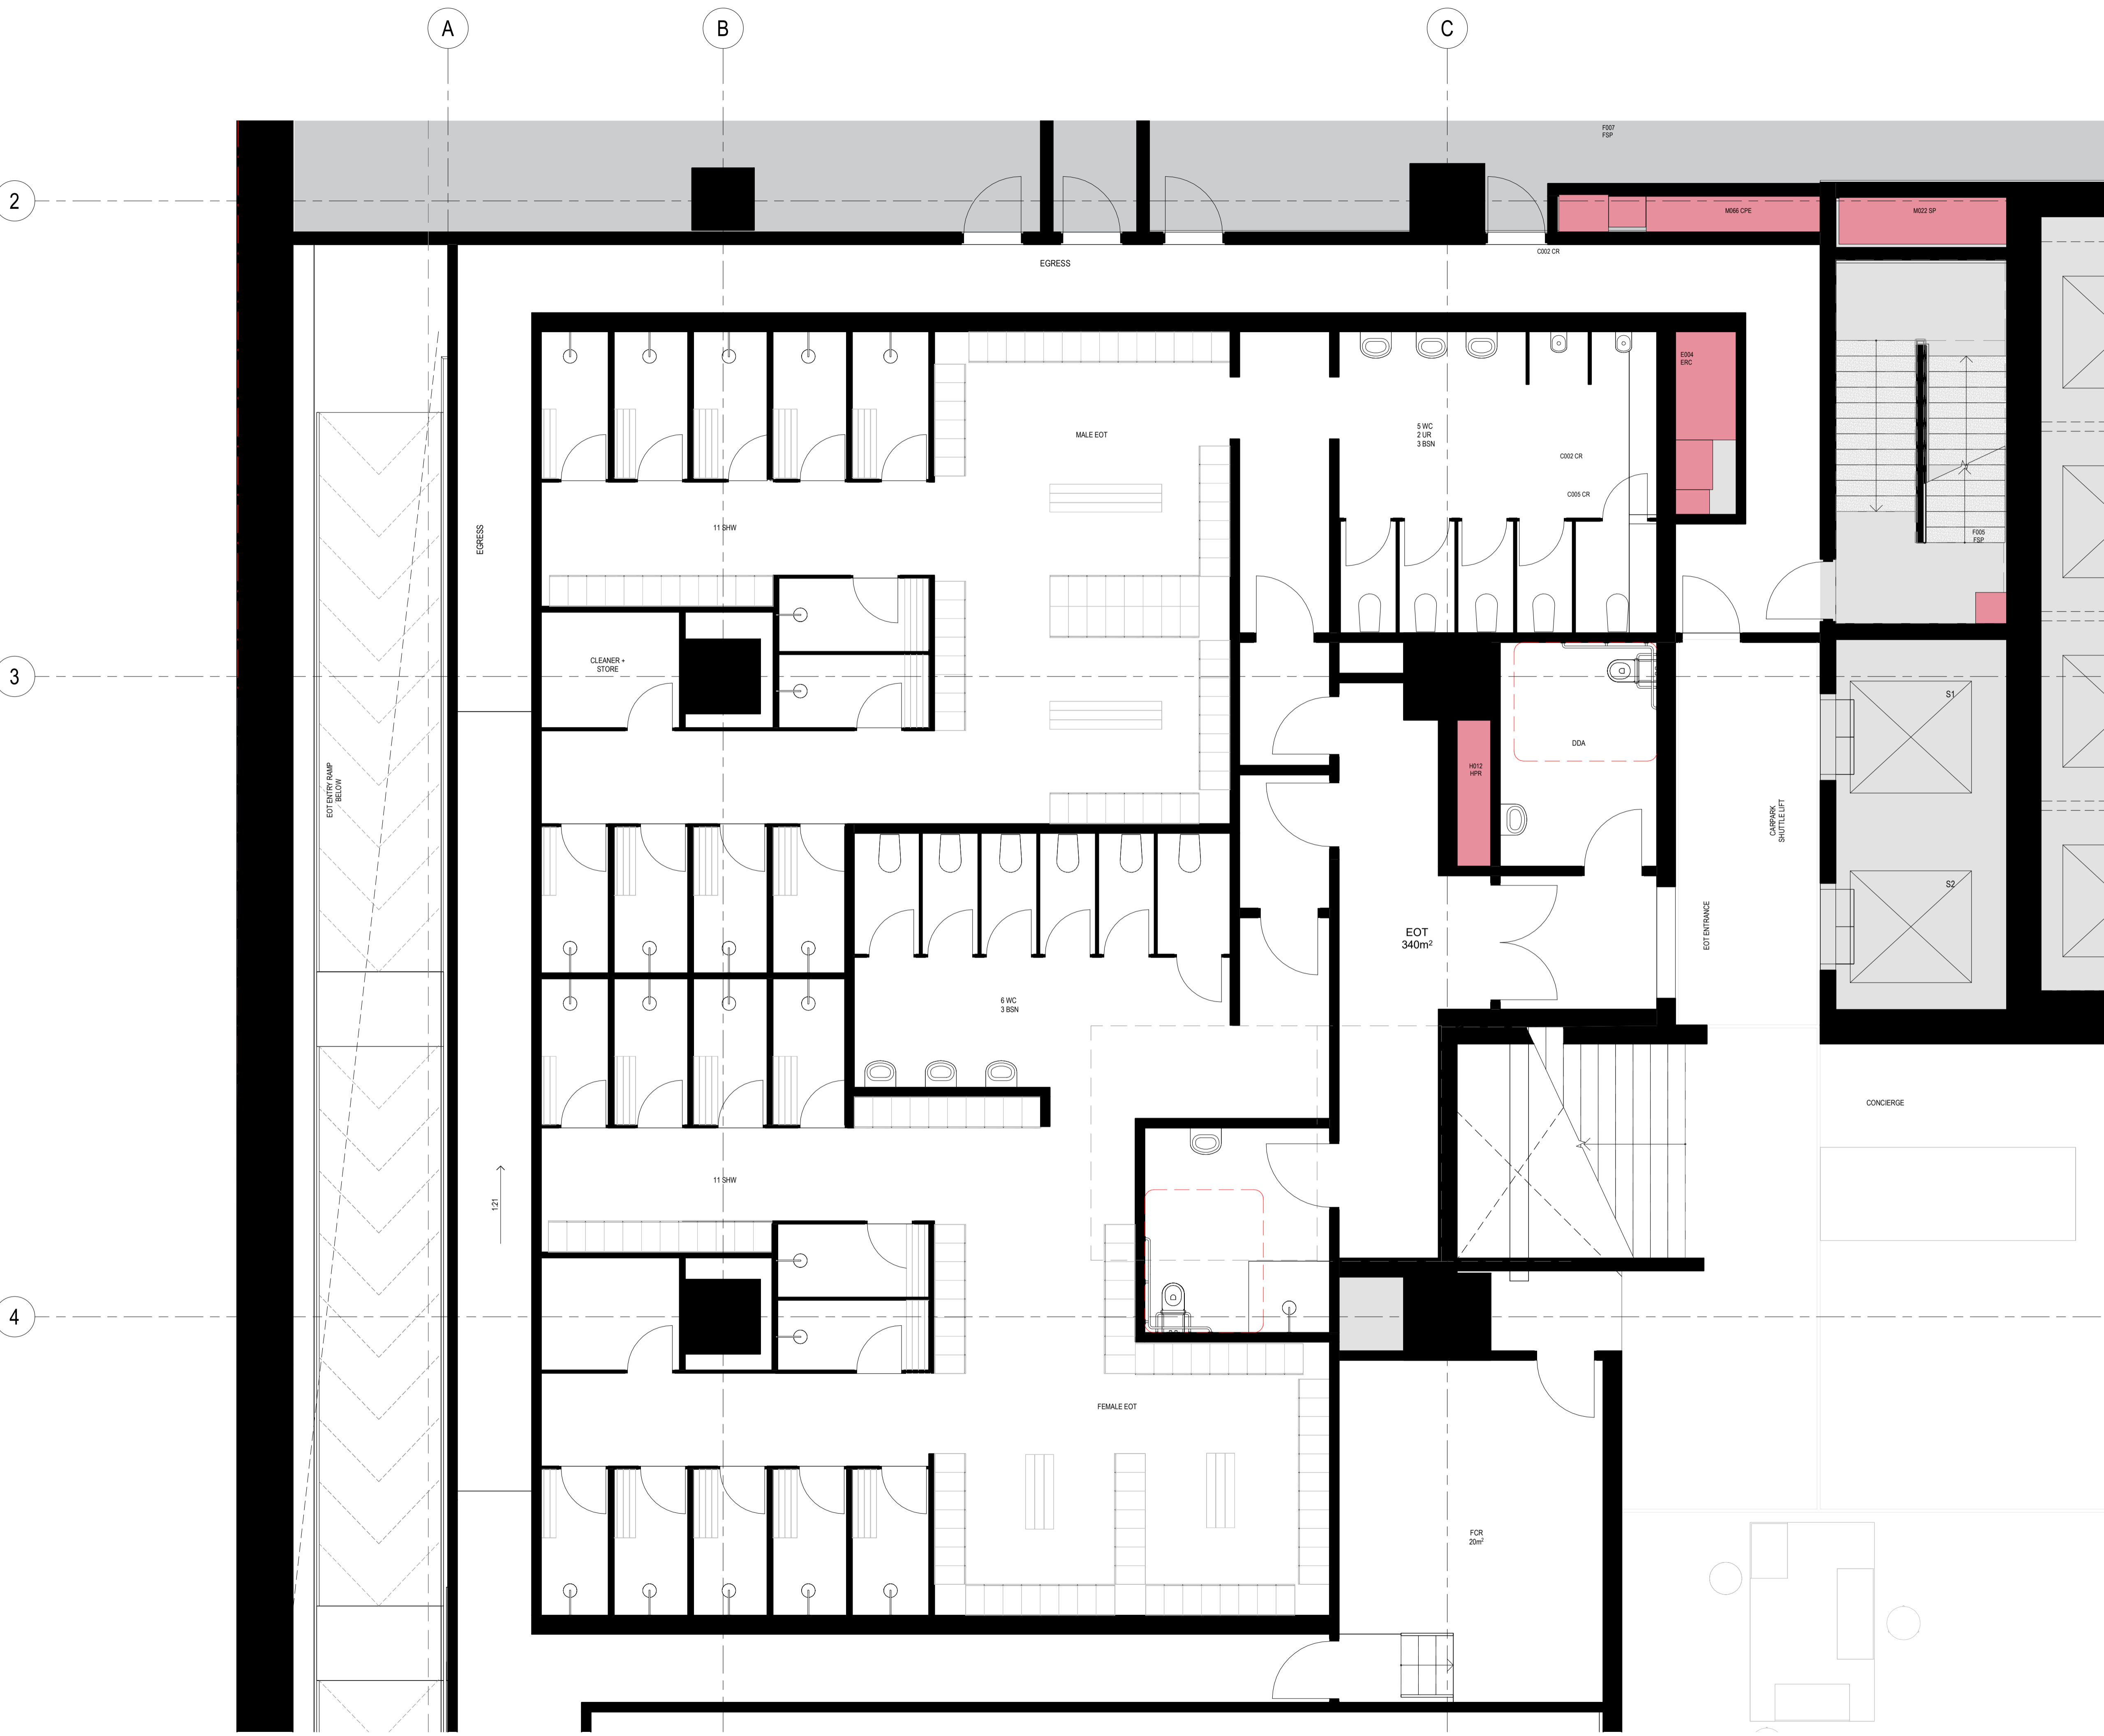 A
B
C
F007
FSP
2
M066 CPE
M022 SP
C002 CR
EGRESS
E004
ERC
MALE EOT
5 WC
2 UR
3 BSN
C002 CR
C005 CR
EGRESS
11 SHW
F005
FSP
CLEANER +
STORE
3
S1
DDA
H012
HPR
EOT ENTRY RAMP
BELOW
CARPARK
SHUTTLE LIFT
S2
EOT
340m²
EOT ENTRANCE
6 WC
3 BSN
CONCIERGE
11 SHW
1:21
4
FEMALE EOT
FCR
20m²